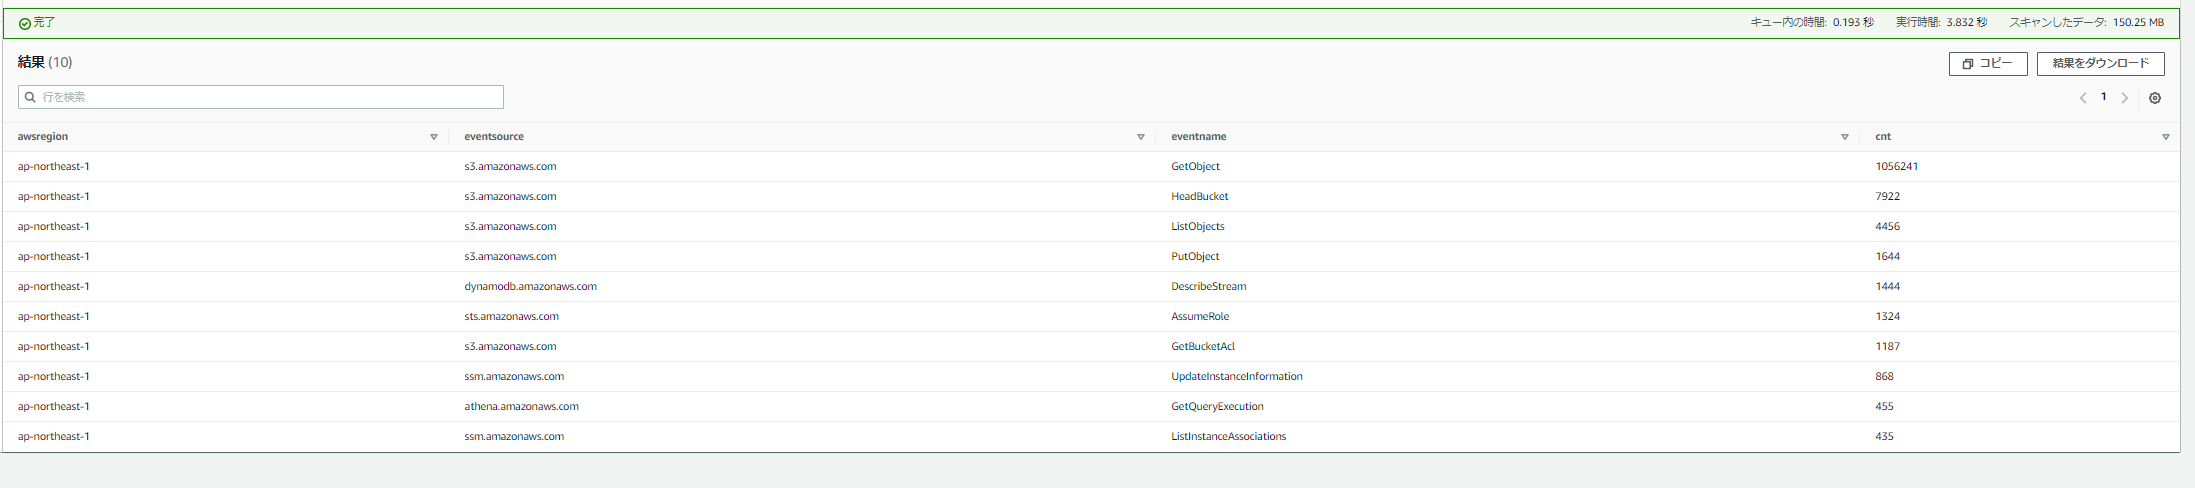 完了 キュー内の時間: 0.193 秒 実行時間: 3.832 秒 スキャンしたデータ: 150.25 MB
結果 (10) コピー 結果をダウンロード
行を検索 1
awsregion eventsource eventname cnt
ap-northeast-1 s3.amazonaws.com GetObject 1056241
ap-northeast-1 s3.amazonaws.com HeadBucket 7922
ap-northeast-1 s3.amazonaws.com ListObjects 4456
ap-northeast-1 s3.amazonaws.com PutObject 1644
ap-northeast-1 dynamodb.amazonaws.com DescribeStream 1444
ap-northeast-1 sts.amazonaws.com AssumeRole 1324
ap-northeast-1 s3.amazonaws.com GetBucketAcl 1187
ap-northeast-1 ssm.amazonaws.com UpdateInstanceInformation 868
ap-northeast-1 athena.amazonaws.com GetQueryExecution 455
ap-northeast-1 ssm.amazonaws.com ListInstanceAssociations 435